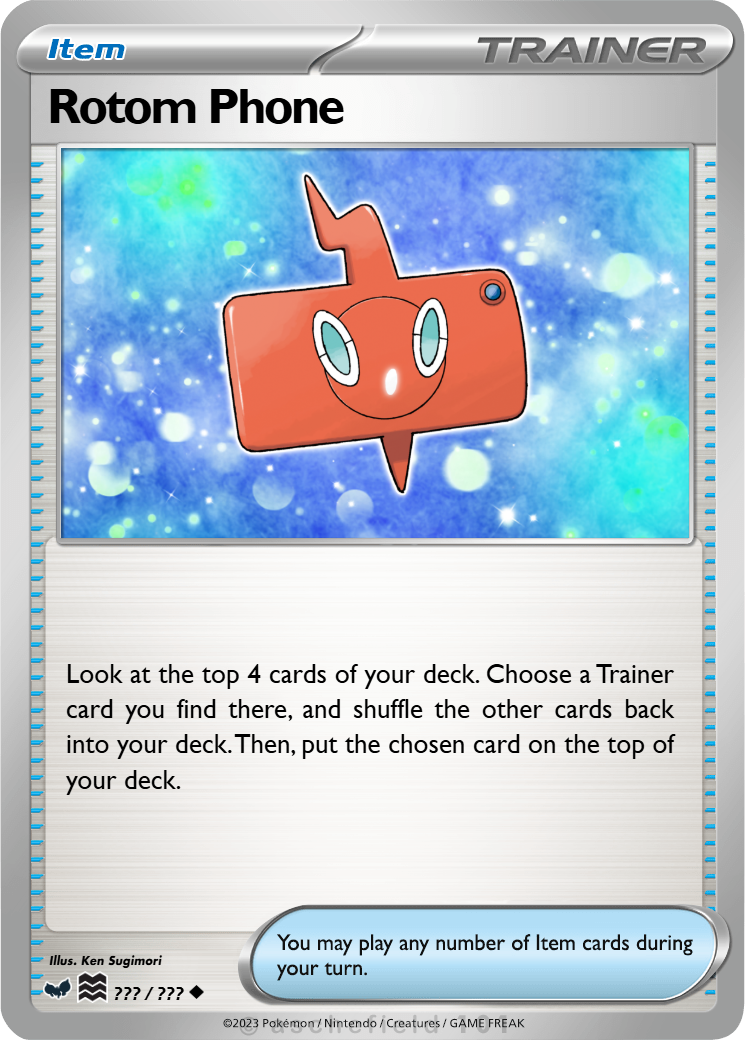 Item
TRAINER
Rotom Phone
Look at the top 4 cards of your deck. Choose a Trainer
card you find there, and shuffle the other cards back
into your deck. Then, put the chosen card on the top of
your deck.
You may play any number of Item cards during
your turn.
Illus. Ken Sugimori
??? / ???
©2023 Pokémon / Nintendo / Creatures / GAME FREAK